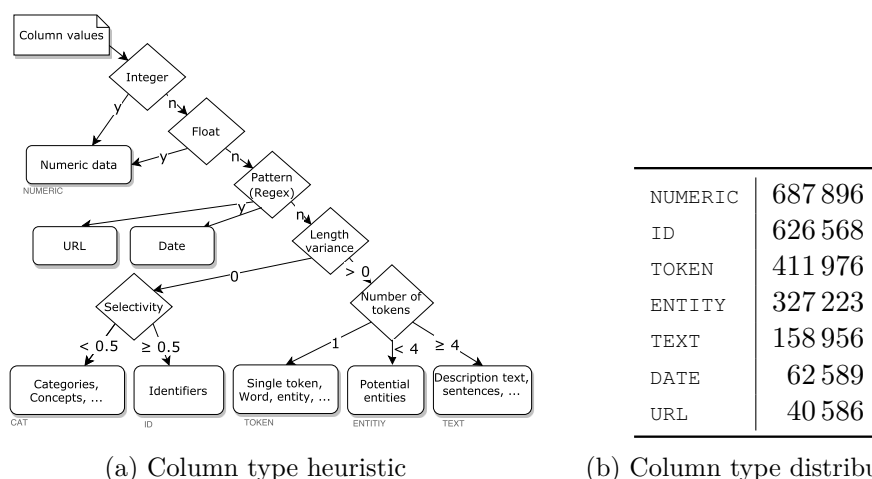 Column values
Integer
y
n
Float
Numeric data
y
n
NUMERIC
Pattern
(Regex)
y
n
URL
Date
Length
variance
0
> 0
Selectivity
Number of
tokens
< 0.5
≥ 0.5
1
< 4
≥ 4
Categories,
Concepts, ...
Identifiers
Single token,
Word, entity, ...
Potential
entities
Description text,
sentences, ...
CAT
ID
TOKEN
ENTITIY
TEXT
(a) Column type heuristic
NUMERIC 687 896
ID 626 568
TOKEN 411 976
ENTITY 327 223
TEXT 158 956
DATE 62 589
URL 40 586
(b) Column type distribu